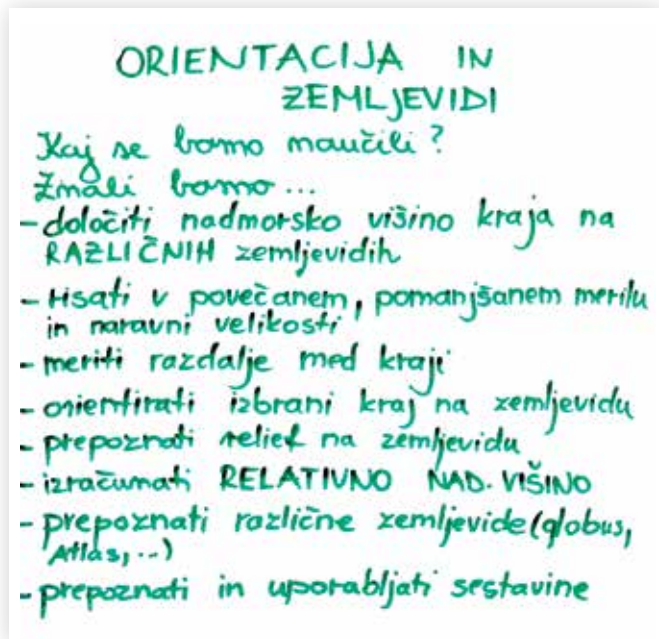 ORIENTACIJA IN
ZEMLJEVIDI
Kaj se bomo naučili?
Znali bomo...
- določiti nadmorsko višino kraja na
RAZLIČNIH zemljevidih
- risati v povečanem, pomanjšanem merilu
in naravni velikosti
- meriti razdalje med kraji
- orientirati izbrani kraj na zemljevidu
- prepoznati relief na zemljevidu
- izračunati RELATIVNO NAD. VIŠINO
- prepoznati različne zemljevide (globus,
Atlas, ...)
- prepoznati in uporabljati sestavine